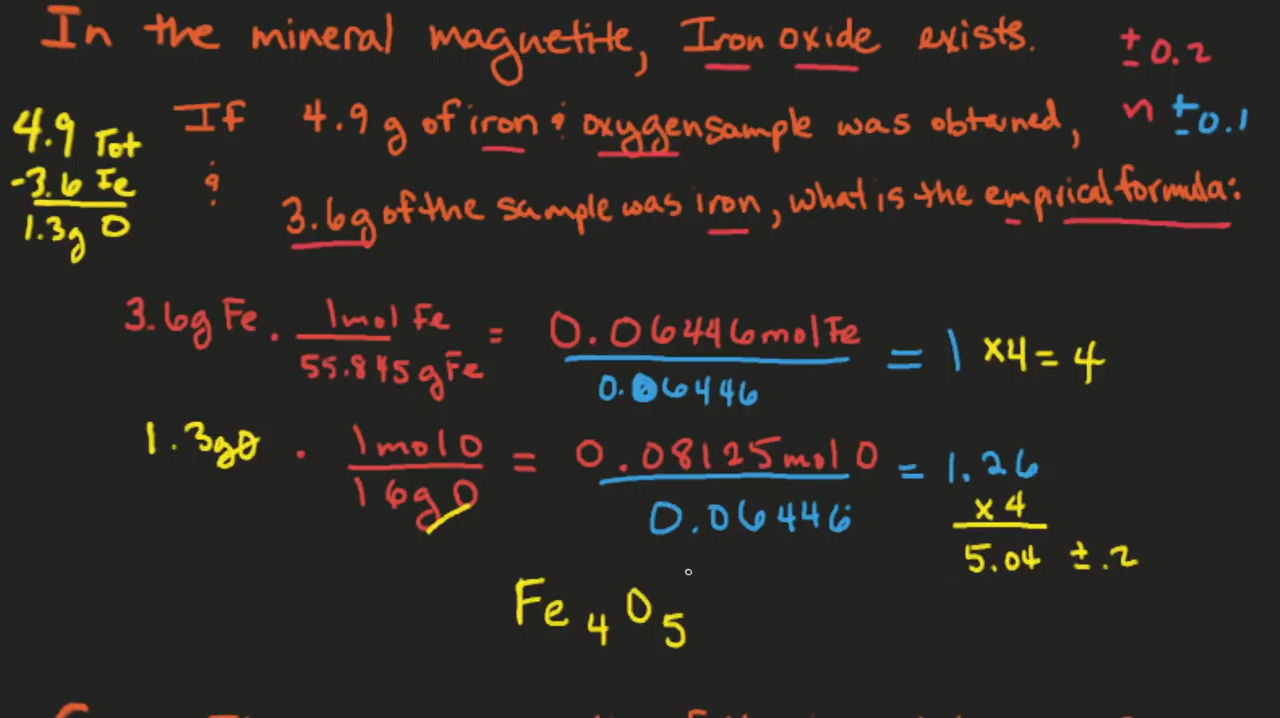 In the mineral magnetite, Iron oxide exists.
± 0.2
4.9 Tot
-3.6 Fe
1.3g O
If 4.9 g of iron & oxygen sample was obtained,
n ± 0.1
& 3.6g of the sample was iron, what is the empirical formula:
3.6g Fe · 1mol Fe / 55.845 g Fe = 0.06446 mol Fe / 0.06446 = 1 x4 = 4
1.3gO · 1mol O / 16g O = 0.08125 mol O / 0.06446 = 1.26
x 4
5.04 ± .2
Fe4O5